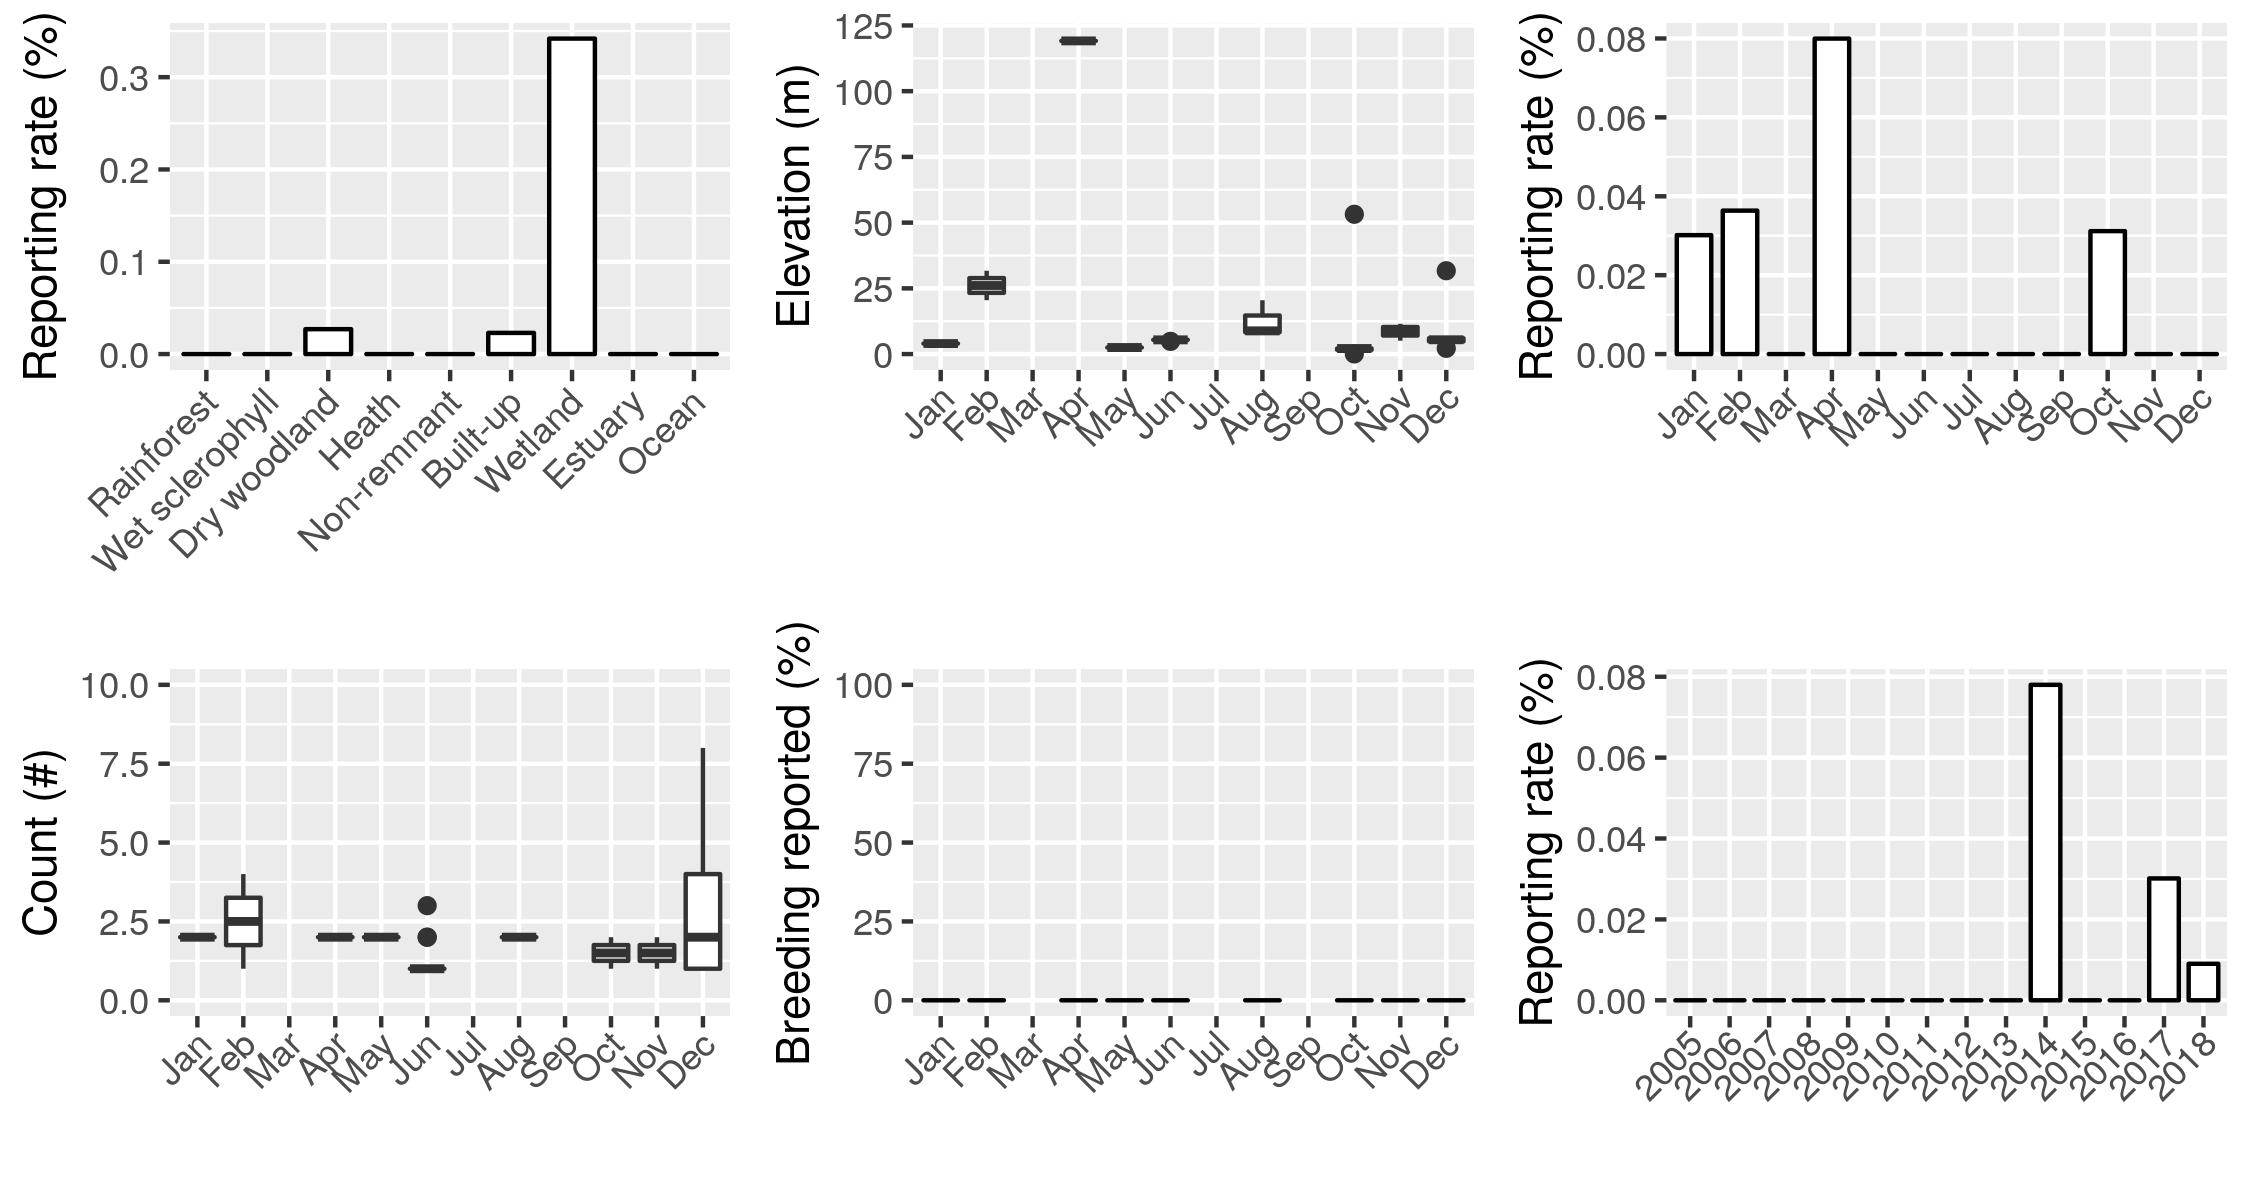 Reporting rate (%)
0.3
0.2
0.1
0.0
Rainforest
Wet sclerophyll
Dry woodland
Heath
Non-remnant
Built-up
Wetland
Estuary
Ocean
Elevation (m)
125
100
75
50
25
0
Jan
Feb
Mar
Apr
May
Jun
Jul
Aug
Sep
Oct
Nov
Dec
Reporting rate (%)
0.08
0.06
0.04
0.02
0.00
Jan
Feb
Mar
Apr
May
Jun
Jul
Aug
Sep
Oct
Nov
Dec
Count (#)
10.0
7.5
5.0
2.5
0.0
Jan
Feb
Mar
Apr
May
Jun
Jul
Aug
Sep
Oct
Nov
Dec
Breeding reported (%)
100
75
50
25
0
Jan
Feb
Mar
Apr
May
Jun
Jul
Aug
Sep
Oct
Nov
Dec
Reporting rate (%)
0.08
0.06
0.04
0.02
0.00
2005
2006
2007
2008
2009
2010
2011
2012
2013
2014
2015
2016
2017
2018